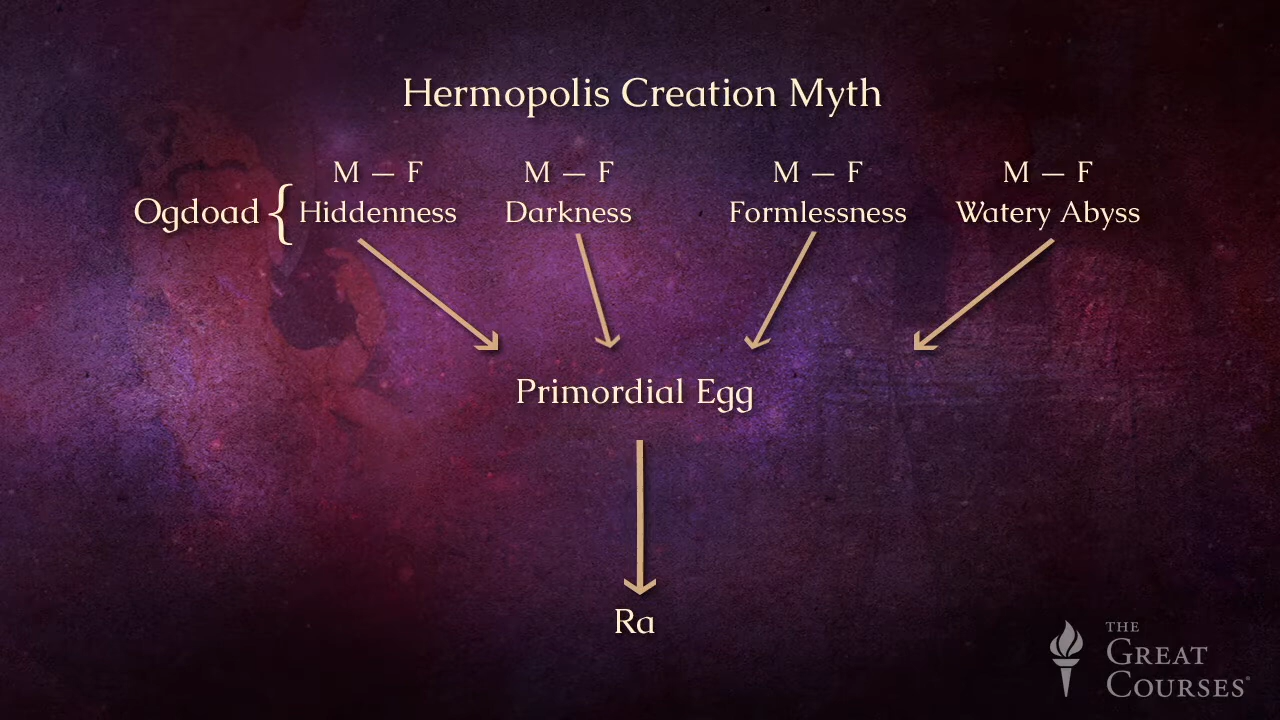 Hermopolis Creation Myth
M — F M — F M — F M — F
Ogdoad { Hiddenness Darkness Formlessness Watery Abyss
Primordial Egg
Ra
THE
GREAT
COURSES®